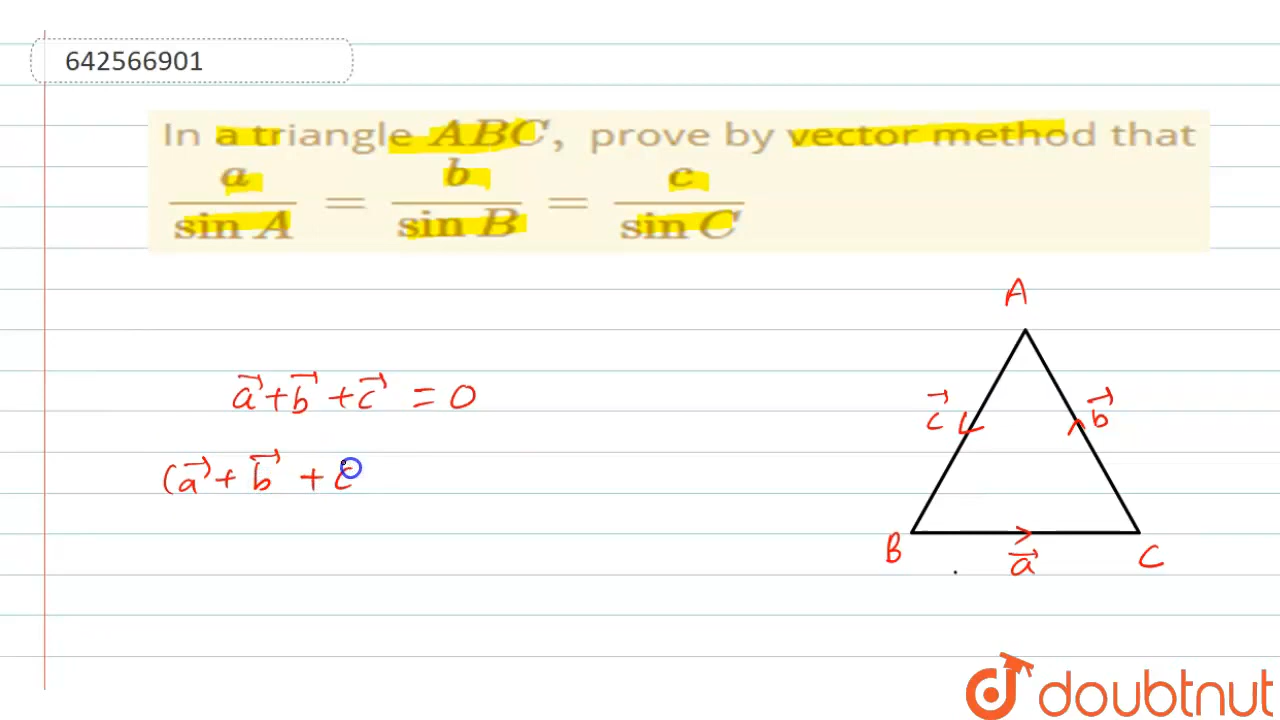 642566901
In a triangle ABC, prove by vector method that
a/sin A = b/sin B = c/sin C
A
a⃗ + b⃗ + c⃗ = 0
c⃗ b⃗
(a⃗ + b⃗ + c
B a⃗ C
doubtnut